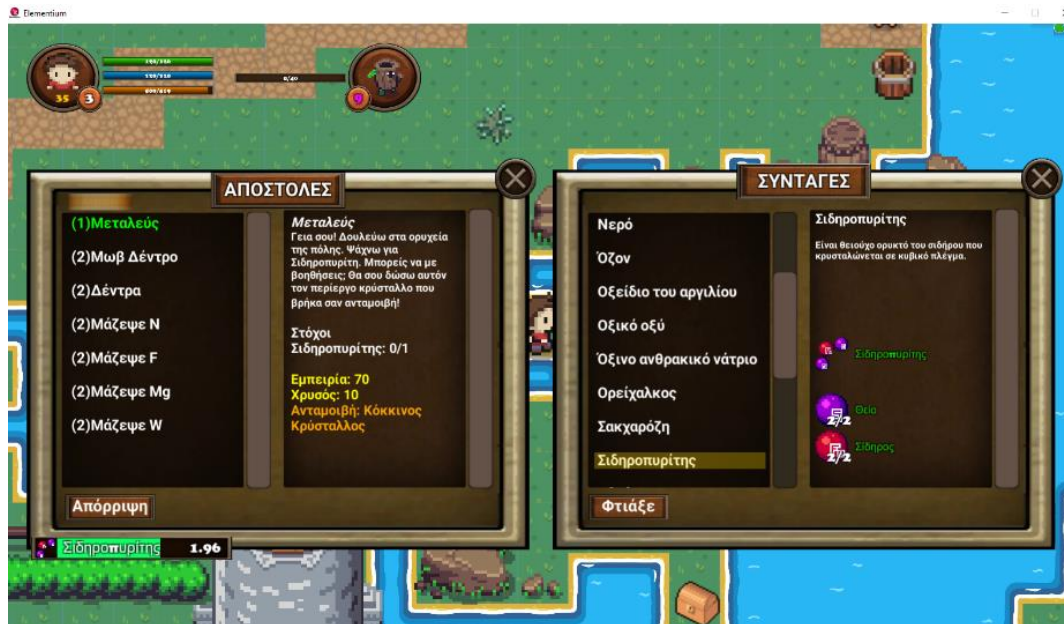 Elementium
35
3
0/40
9
ΑΠΟΣΤΟΛΕΣ
(1)Μεταλεύς
(2)Μωβ Δέντρο
(2)Δέντρα
(2)Μάζεψε N
(2)Μάζεψε F
(2)Μάζεψε Mg
(2)Μάζεψε W
Μεταλεύς
Γεια σου! Δουλεύω στα ορυχεία
της πόλης. Ψάχνω για
Σιδηροπυρίτη. Μπορείς να με
βοηθήσεις; Θα σου δώσω αυτόν
τον περίεργο κρύσταλλο που
βρήκα σαν ανταμοιβή!
Στόχοι
Σιδηροπυρίτης: 0/1
Εμπειρία: 70
Χρυσός: 10
Ανταμοιβή: Κόκκινος
Κρύσταλλος
Απόρριψη
Σιδηροπυρίτης 1.96
ΣΥΝΤΑΓΕΣ
Νερό
Όζον
Οξείδιο του αργιλίου
Οξικό οξύ
Όξινο ανθρακικό νάτριο
Ορείχαλκος
Σακχαρόζη
Σιδηροπυρίτης
Σιδηροπυρίτης
Είναι θειούχο ορυκτό του σιδήρου που
κρυσταλώνεται σε κυβικό πλέγμα.
Σιδηροπυρίτης
Θείο
2/2
Σίδηρος
2/2
Φτιάξε